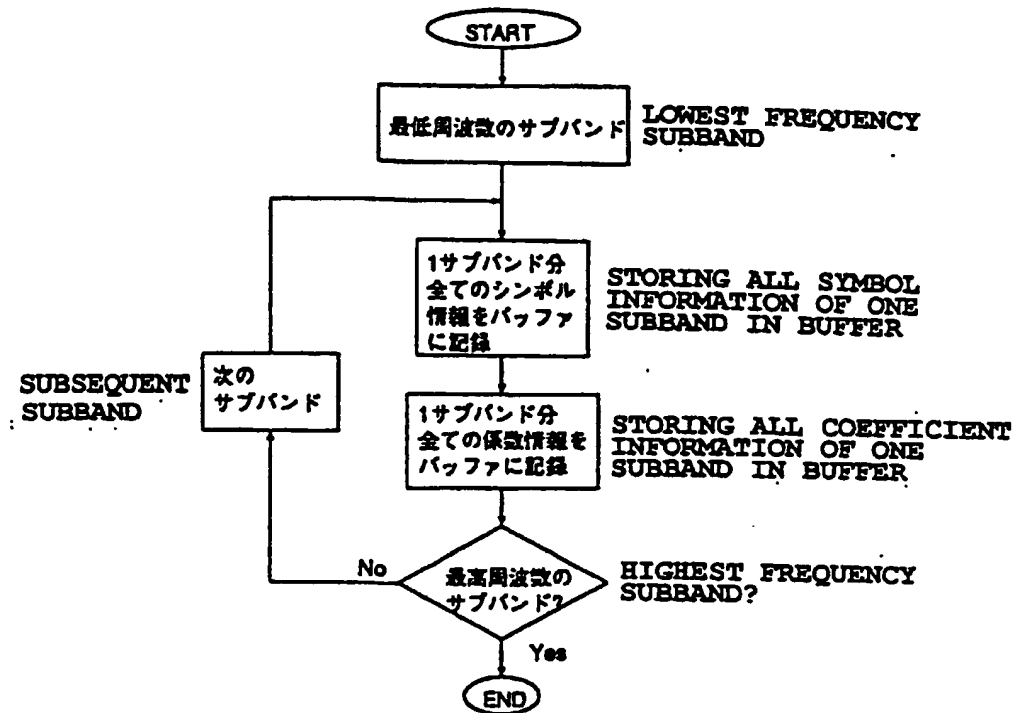 START
最低周波数のサブバンド
LOWEST FREQUENCY
SUBBAND
1サブバンド分
全てのシンボル
情報をバッファ
に記録
STORING ALL SYMBOL
INFORMATION OF ONE
SUBBAND IN BUFFER
SUBSEQUENT
SUBBAND
次の
サブバンド
1サブバンド分
全ての係数情報を
バッファに記録
STORING ALL COEFFICIENT
INFORMATION OF ONE
SUBBAND IN BUFFER
No
最高周波数の
サブバンド?
HIGHEST FREQUENCY
SUBBAND?
Yes
END